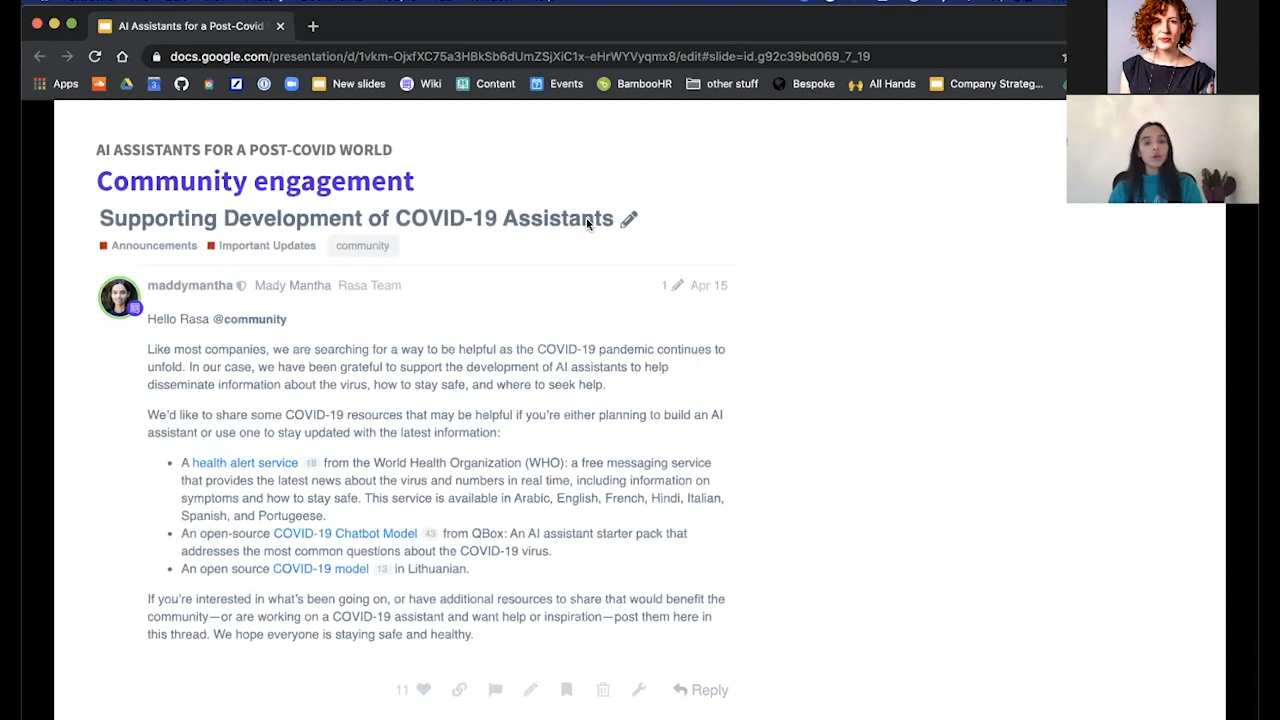 AI Assistants for a Post-Covid
docs.google.com/presentation/d/1vkm-OjxfXC75a3HBkSb6dUmZSjXiC1x-eHrWYVyqmx8/edit#slide=id.g92c39bd069_7_19
Apps New slides Wiki Content Events BambooHR other stuff Bespoke All Hands Company Strateg...
AI ASSISTANTS FOR A POST-COVID WORLD
Community engagement
Supporting Development of COVID-19 Assistants
Announcements Important Updates community
maddymantha Mady Mantha Rasa Team 1 Apr 15
Hello Rasa @community
Like most companies, we are searching for a way to be helpful as the COVID-19 pandemic continues to
unfold. In our case, we have been grateful to support the development of AI assistants to help
disseminate information about the virus, how to stay safe, and where to seek help.
We'd like to share some COVID-19 resources that may be helpful if you're either planning to build an AI
assistant or use one to stay updated with the latest information:
• A health alert service 18 from the World Health Organization (WHO): a free messaging service
that provides the latest news about the virus and numbers in real time, including information on
symptoms and how to stay safe. This service is available in Arabic, English, French, Hindi, Italian,
Spanish, and Portugeese.
• An open-source COVID-19 Chatbot Model 43 from QBox: An AI assistant starter pack that
addresses the most common questions about the COVID-19 virus.
• An open source COVID-19 model 13 in Lithuanian.
If you're interested in what's been going on, or have additional resources to share that would benefit the
community—or are working on a COVID-19 assistant and want help or inspiration—post them here in
this thread. We hope everyone is staying safe and healthy.
11 Reply